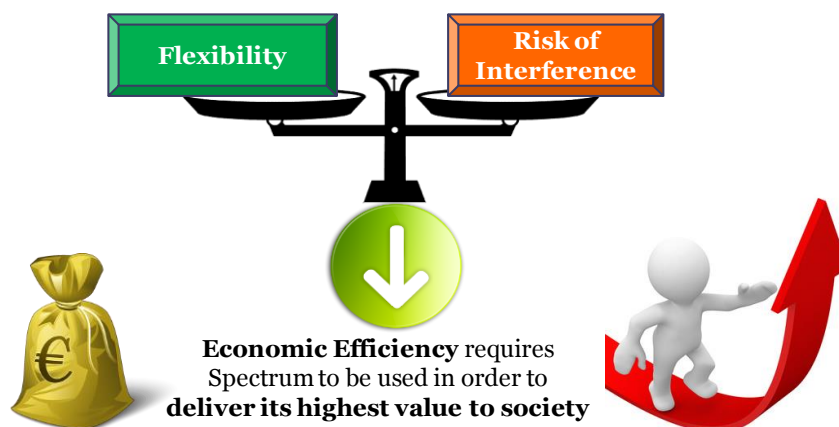 Flexibility
Risk of
Interference
€
Economic Efficiency requires
Spectrum to be used in order to
deliver its highest value to society